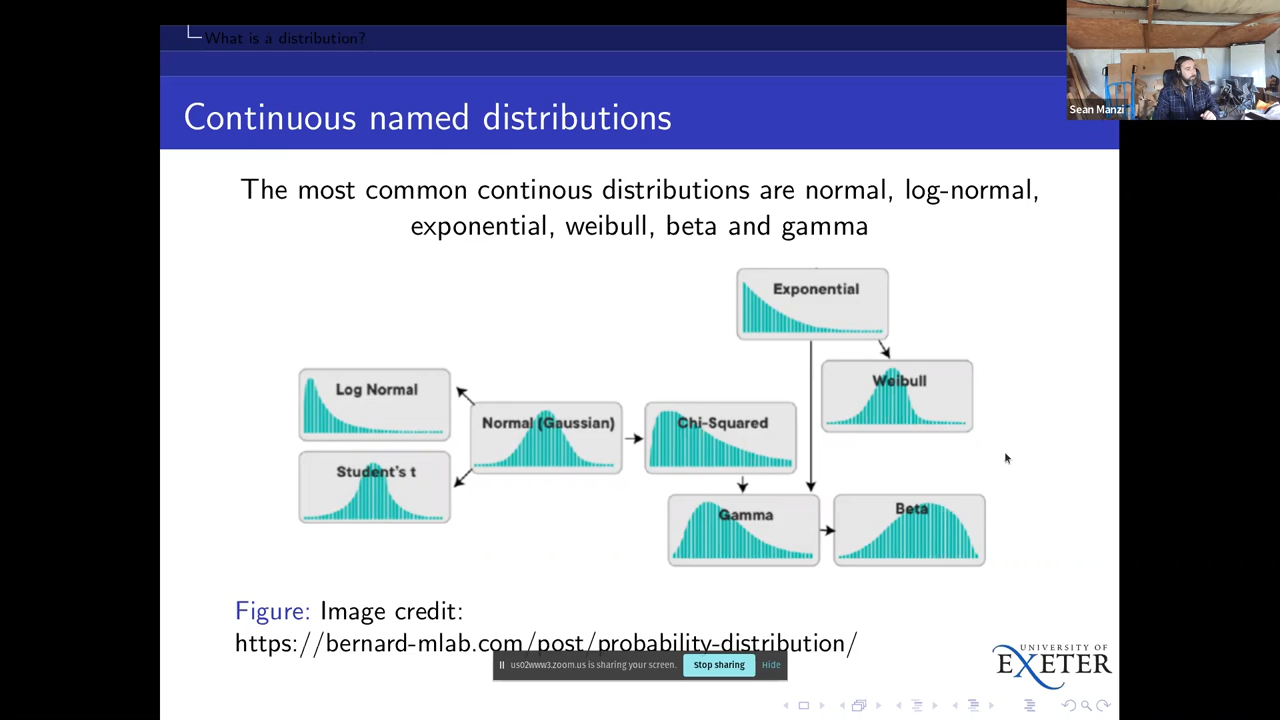 What is a distribution?
Sean Manzi
Continuous named distributions
The most common continous distributions are normal, log-normal,
exponential, weibull, beta and gamma
Exponential
Log Normal
Weibull
Normal (Gaussian)
Chi-Squared
Student's t
Gamma
Beta
Figure: Image credit:
https://bernard-mlab.com/post/probability-distribution/
us02www3.zoom.us is sharing your screen.
Stop sharing
Hide
UNIVERSITY OF
EXETER